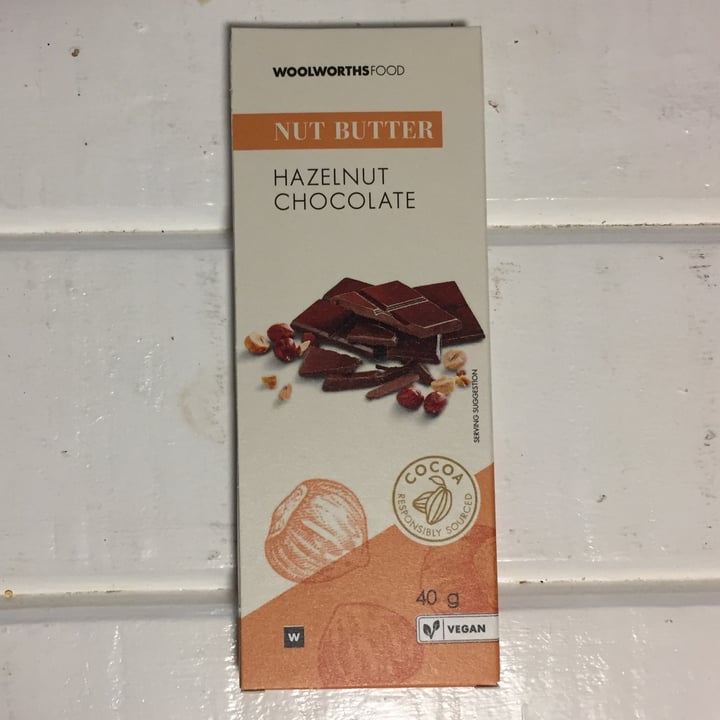 WOOLWORTHSFOOD
NUT BUTTER
HAZELNUT
CHOCOLATE
SERVING SUGGESTION
COCOA
RESPONSIBLY SOURCED
40 g
W
VEGAN